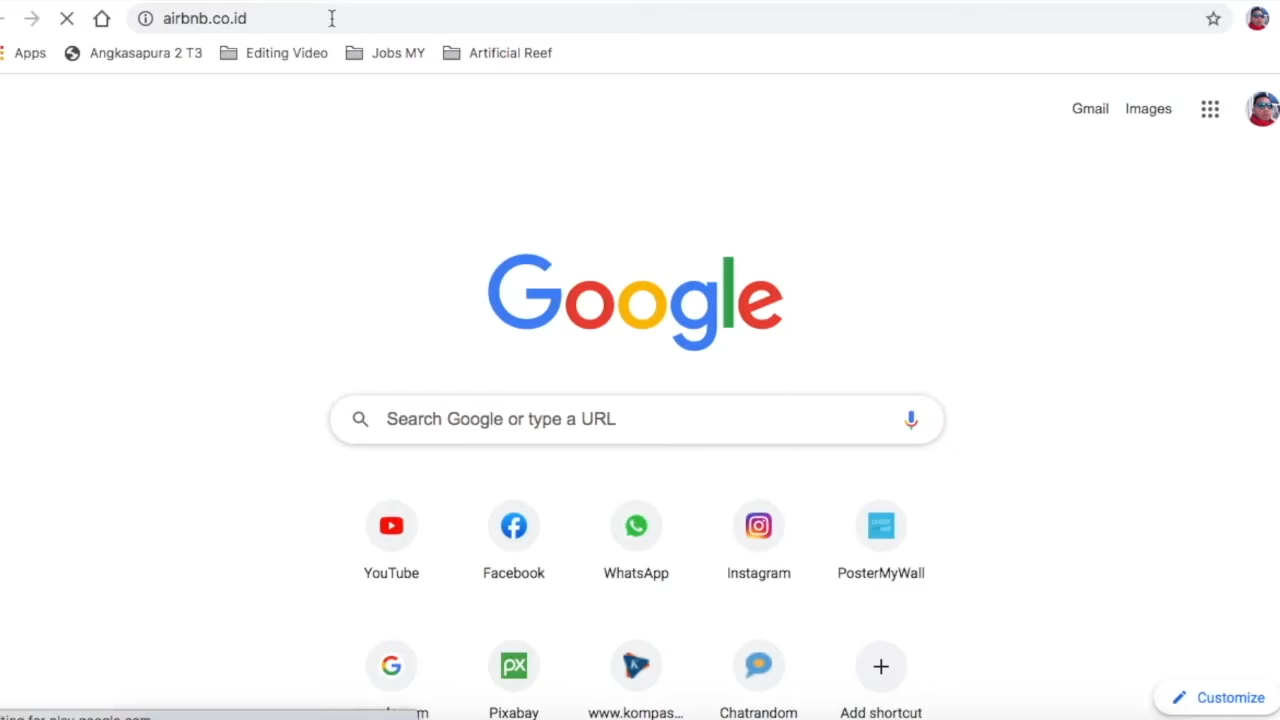 airbnb.co.id
Apps Angkasapura 2 T3 Editing Video Jobs MY Artificial Reef
Gmail Images
Google
Search Google or type a URL
YouTube Facebook WhatsApp Instagram PosterMyWall
Pixabay www.kompas... Chatrandom Add shortcut
Customize